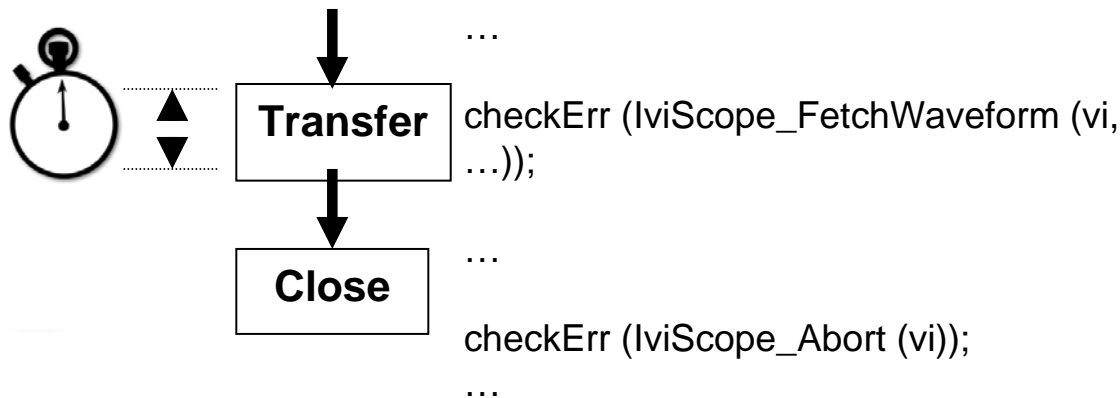 …
Transfer
checkErr (IviScope_FetchWaveform (vi,
…));
…
Close
checkErr (IviScope_Abort (vi));
…